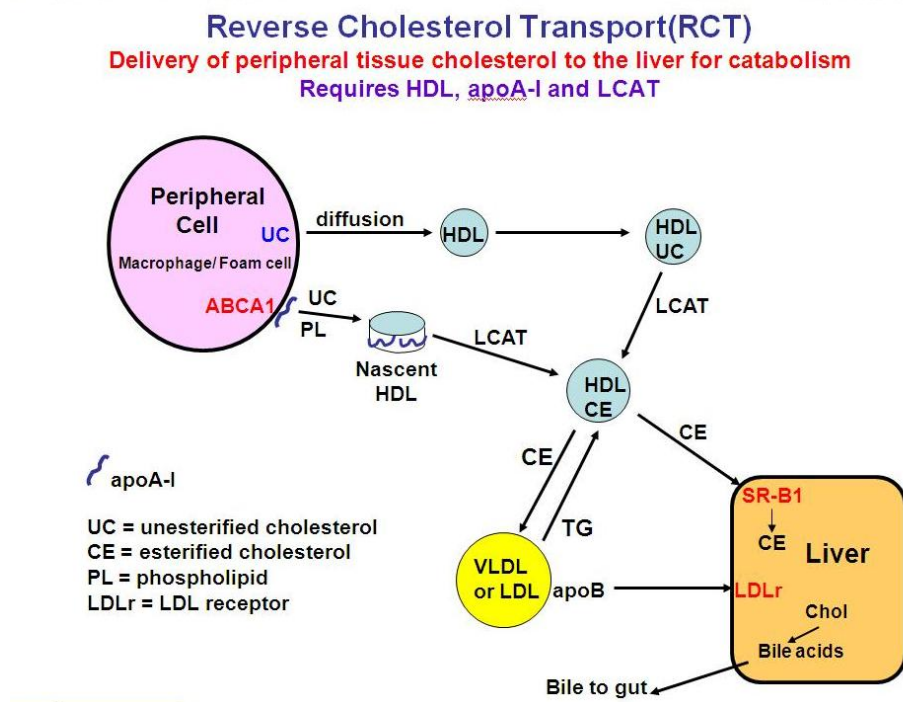 Reverse Cholesterol Transport(RCT)
Delivery of peripheral tissue cholesterol to the liver for catabolism
Requires HDL, apoA-I and LCAT
Peripheral
Cell
UC
Macrophage/ Foam cell
ABCA1
diffusion
HDL
HDL
UC
LCAT
UC
PL
Nascent
HDL
LCAT
HDL
CE
CE
TG
CE
VLDL
or LDL
apoB
SR-B1
CE
Liver
LDLr
Chol
Bile acids
Bile to gut
apoA-I
UC = unesterified cholesterol
CE = esterified cholesterol
PL = phospholipid
LDLr = LDL receptor